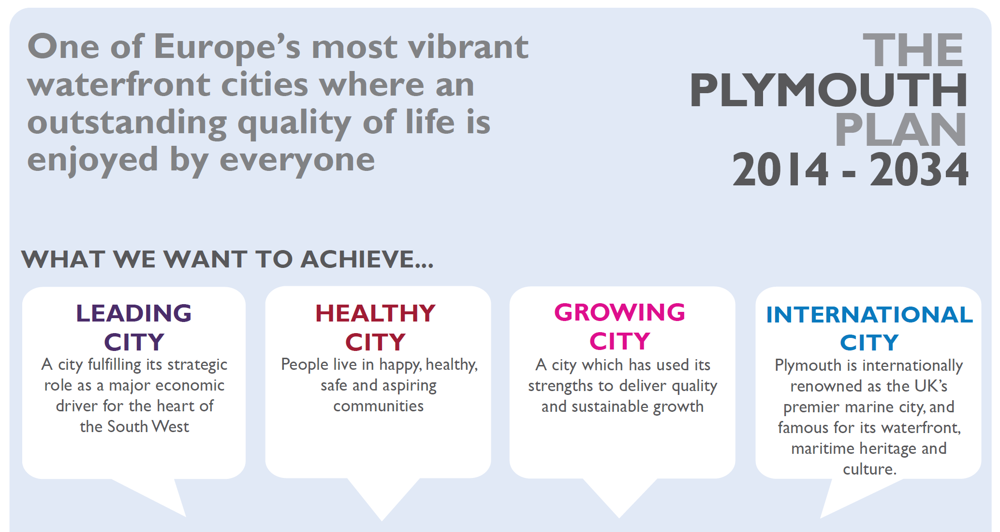 One of Europe’s most vibrant
waterfront cities where an
outstanding quality of life is
enjoyed by everyone
THE
PLYMOUTH
PLAN
2014 - 2034
WHAT WE WANT TO ACHIEVE...
LEADING
CITY
A city fulfilling its strategic
role as a major economic
driver for the heart of
the South West
HEALTHY
CITY
People live in happy, healthy,
safe and aspiring
communities
GROWING
CITY
A city which has used its
strengths to deliver quality
and sustainable growth
INTERNATIONAL
CITY
Plymouth is internationally
renowned as the UK’s
premier marine city, and
famous for its waterfront,
maritime heritage and
culture.